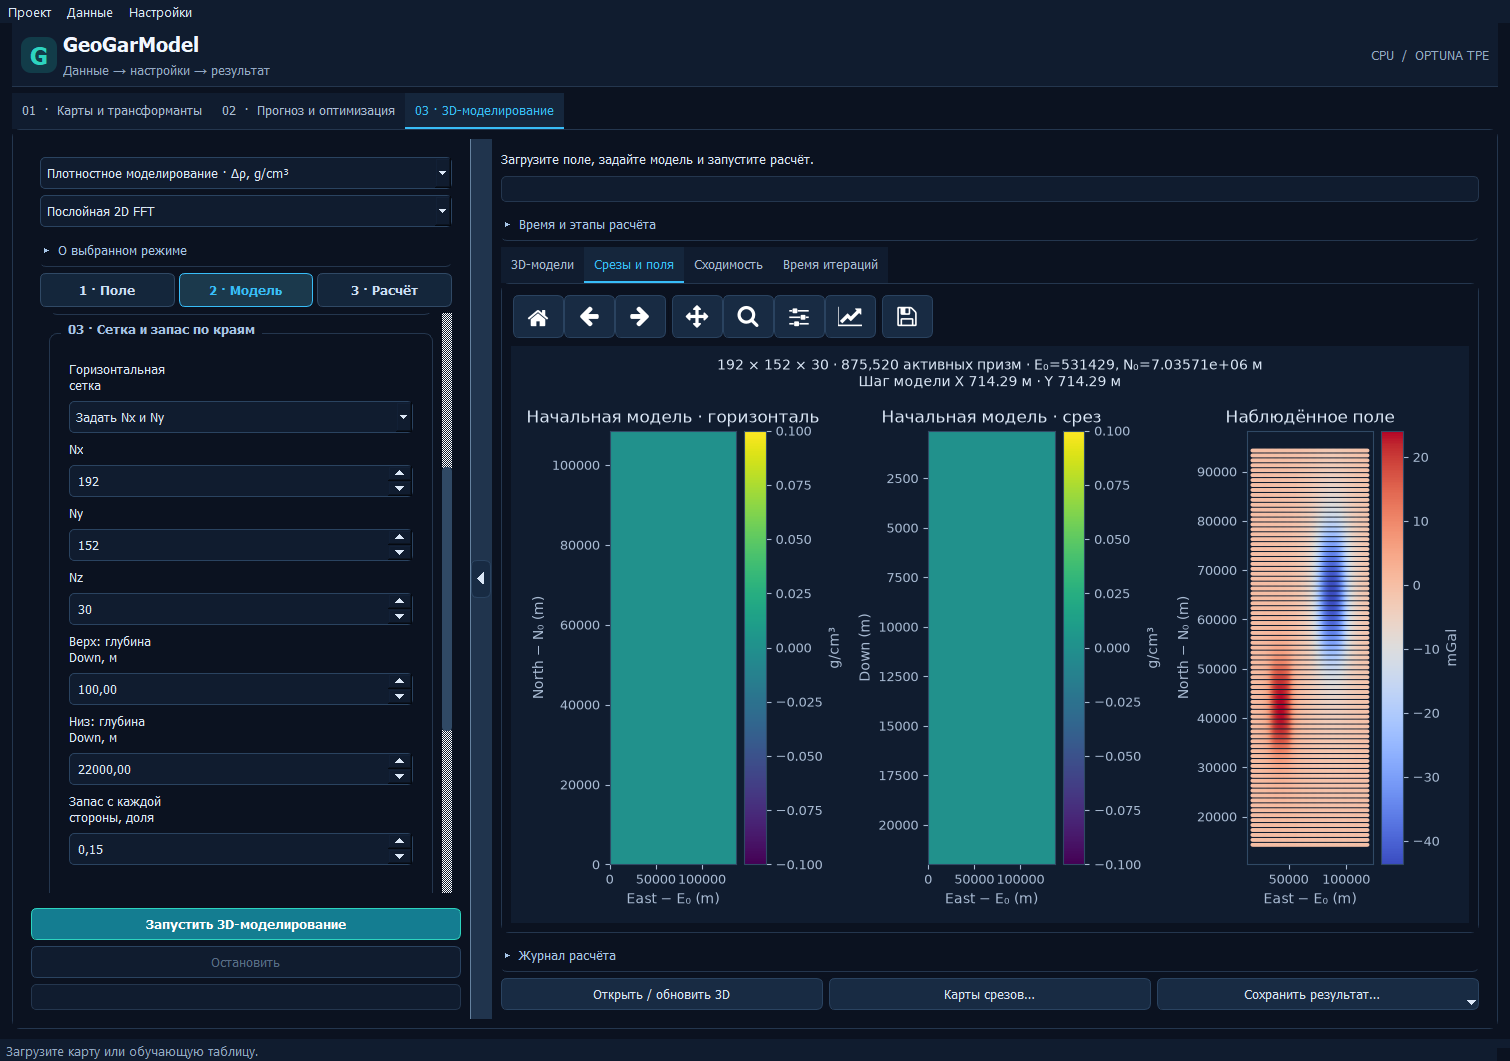 Проект Данные Настройки
G
GeoGarModel
Данные → настройки → результат
CPU / OPTUNA TPE
01 · Карты и трансформанты 02 · Прогноз и оптимизация 03 · 3D-моделирование
Плотностное моделирование · Δρ, g/cm³
Послойная 2D FFT
О выбранном режиме
1 · Поле 2 · Модель 3 · Расчёт
03 · Сетка и запас по краям
Горизонтальная
сетка
Задать Nx и Ny
Nx
192
Ny
152
Nz
30
Верх: глубина
Down, м
100,00
Низ: глубина
Down, м
22000,00
Запас с каждой
стороны, доля
0,15
Запустить 3D-моделирование
Остановить
Загрузите поле, задайте модель и запустите расчёт.
Время и этапы расчёта
3D-модели Срезы и поля Сходимость Время итераций
192 × 152 × 30 · 875,520 активных призм · E₀=531429, N₀=7.03571e+06 м
Шаг модели X 714.29 м · Y 714.29 м
Начальная модель · горизонталь
100000
80000
60000
40000
20000
0
North − N₀ (m)
0 50000 100000
East − E₀ (m)
0.100
0.075
0.050
0.025
0.000
−0.025
−0.050
−0.075
−0.100
g/cm³
Начальная модель · срез
2500
5000
7500
10000
12500
15000
17500
20000
Down (m)
0 50000 100000
East − E₀ (m)
0.100
0.075
0.050
0.025
0.000
−0.025
−0.050
−0.075
−0.100
g/cm³
Наблюдённое поле
90000
80000
70000
60000
50000
40000
30000
20000
North − N₀ (m)
50000 100000
East − E₀ (m)
20
10
0
−10
−20
−30
−40
mGal
Журнал расчёта
Открыть / обновить 3D Карты срезов... Сохранить результат...
Загрузите карту или обучающую таблицу.